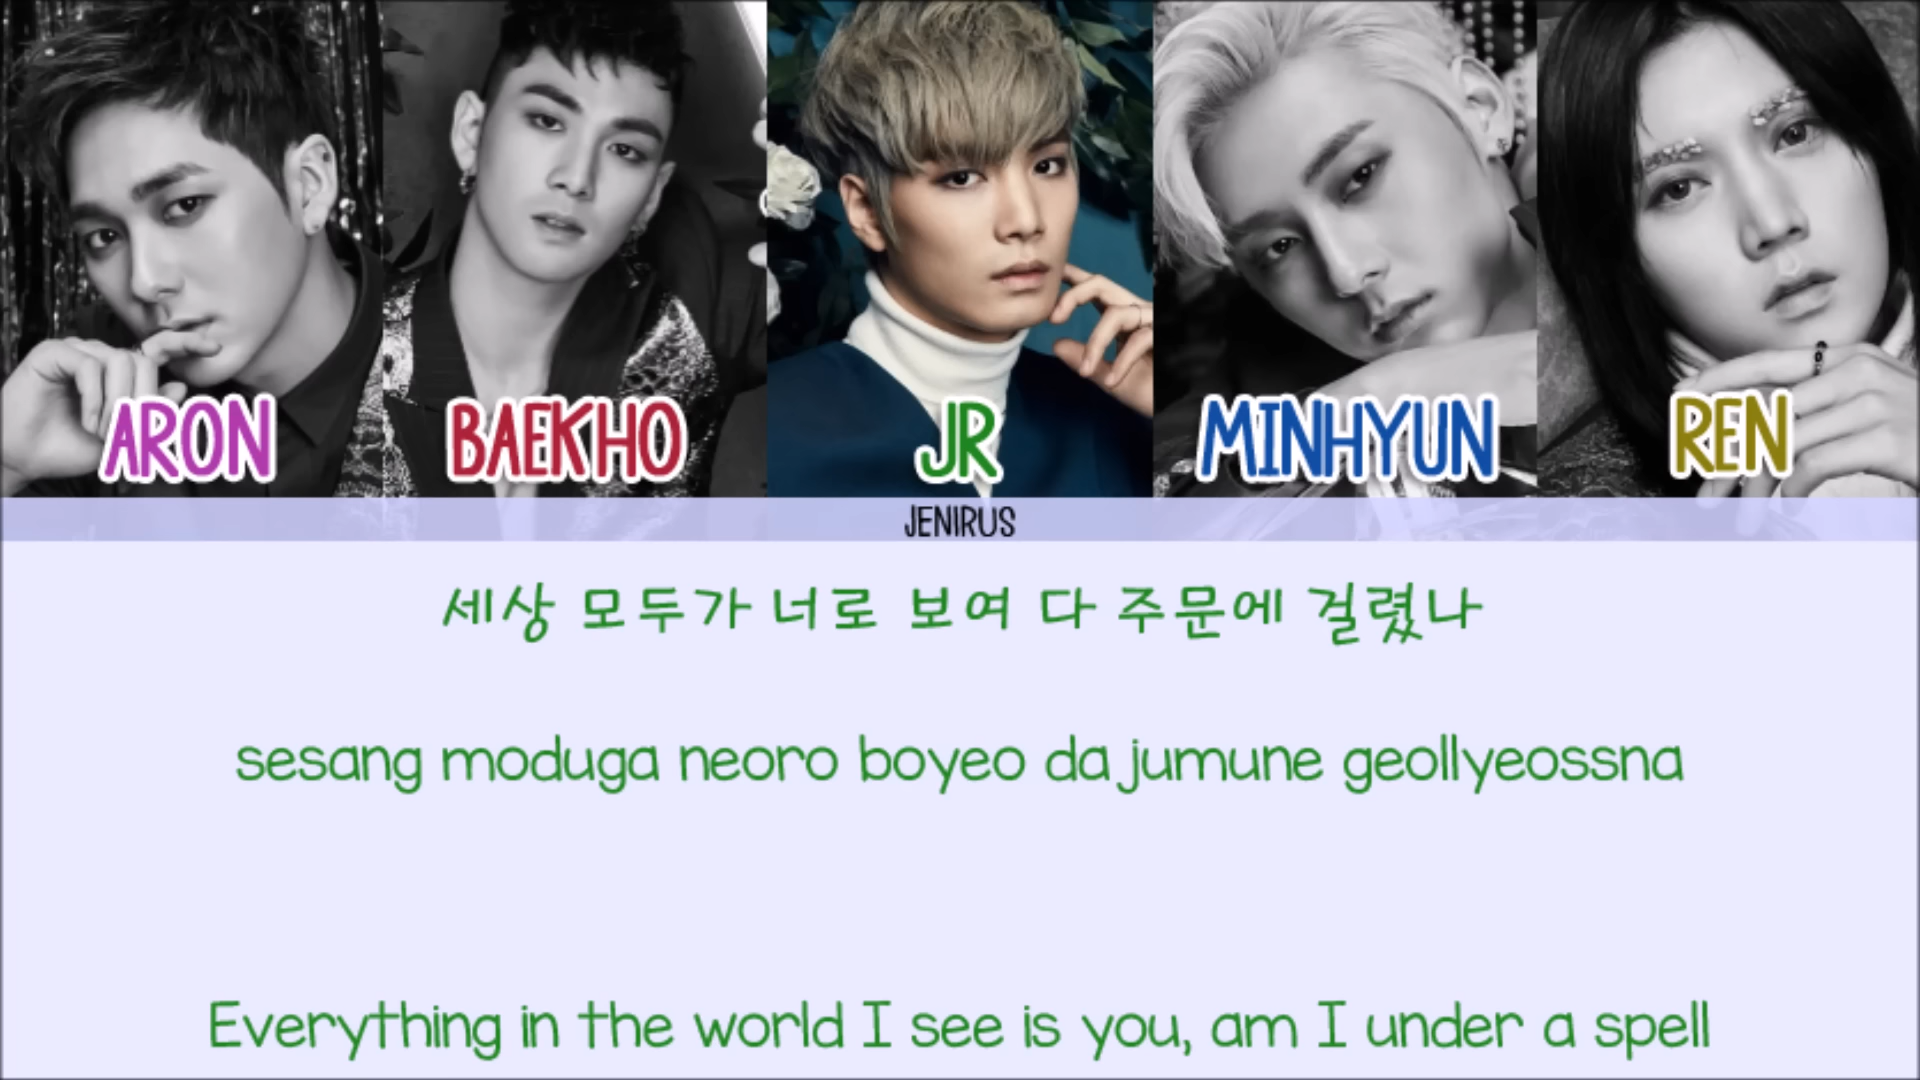 ARON
BAEKHO
JR
MINHYUN
REN
JENIRUS
세상 모두가 너로 보여 다 주문에 걸렸나
sesang moduga neoro boyeo da jumune geollyeossna
Everything in the world I see is you, am I under a spell